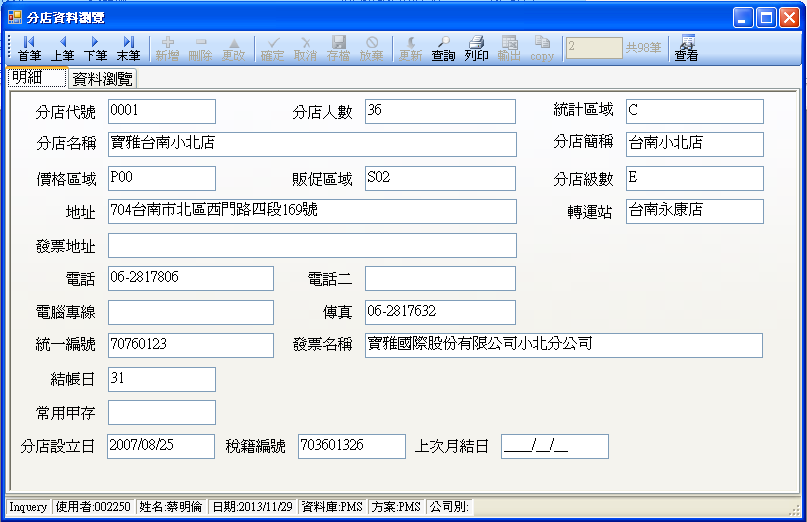 分店資料瀏覽
首筆 上筆 下筆 末筆 新增 刪除 更改 確定 取消 存檔 放棄 更新 查詢 列印 輸出 copy 2 共98筆 查看
明細 資料瀏覽
分店代號 0001 分店人數 36 統計區域 C
分店名稱 寶雅台南小北店 分店簡稱 台南小北店
價格區域 P00 販促區域 S02 分店級數 E
地址 704台南市北區西門路四段169號 轉運站 台南永康店
發票地址
電話 06-2817806 電話二
電腦專線 傳真 06-2817632
統一編號 70760123 發票名稱 寶雅國際股份有限公司小北分公司
結帳日 31
常用甲存
分店設立日 2007/08/25 稅籍編號 703601326 上次月結日 ____/__/__
Inquery 使用者:002250 姓名:蔡明倫 日期:2013/11/29 資料庫:PMS 方案:PMS 公司別: